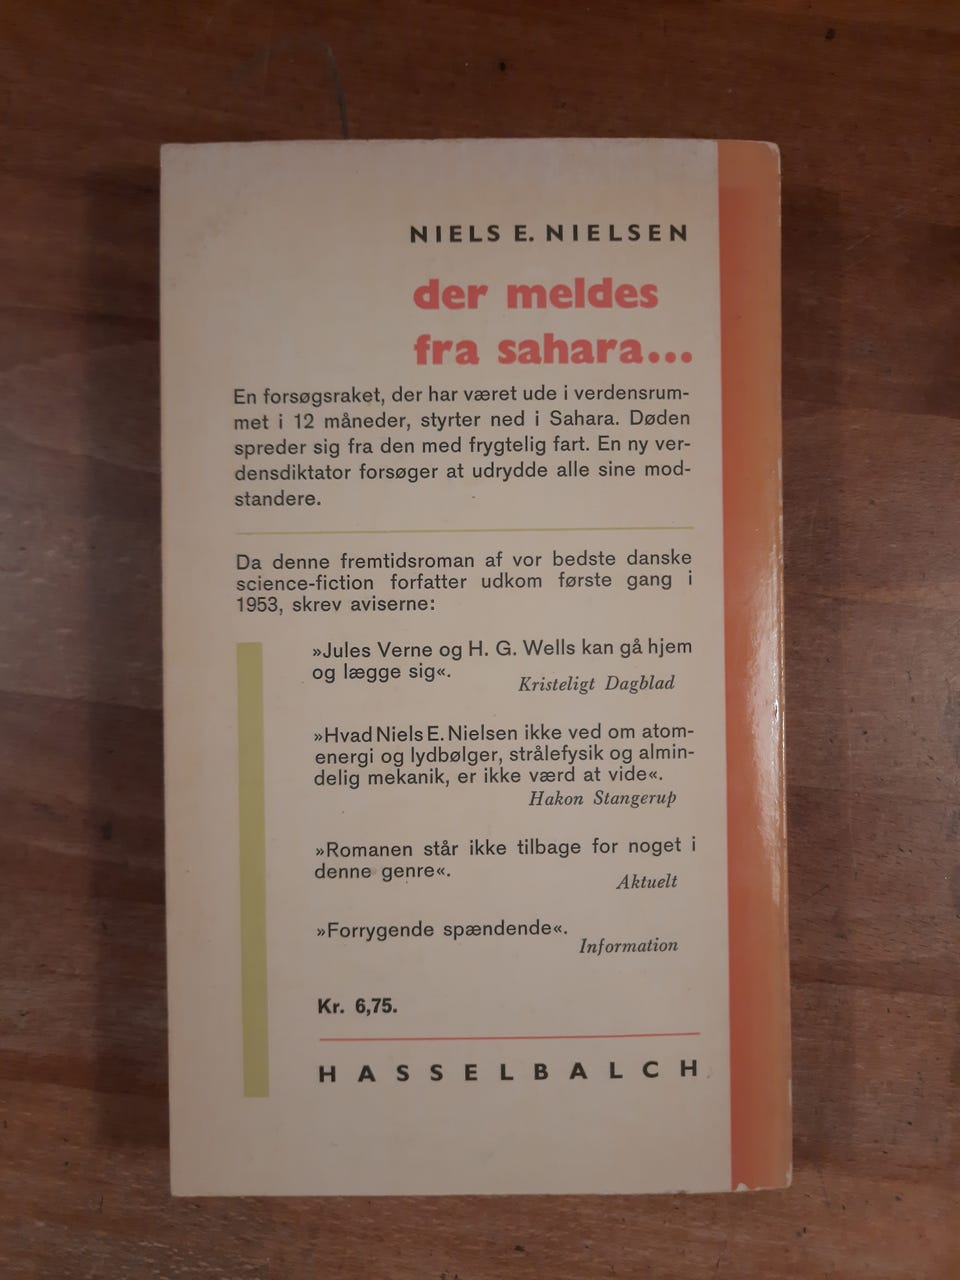 NIELS E. NIELSEN
der meldes
fra sahara...
En forsøgsraket, der har været ude i verdensrum-
met i 12 måneder, styrter ned i Sahara. Døden
spreder sig fra den med frygtelig fart. En ny ver-
densdiktator forsøger at udrydde alle sine mod-
standere.
Da denne fremtidsroman af vor bedste danske
science-fiction forfatter udkom første gang i
1953, skrev aviserne:
»Jules Verne og H. G. Wells kan gå hjem
og lægge sig«.
Kristeligt Dagblad
»Hvad Niels E. Nielsen ikke ved om atom-
energi og lydbølger, strålefysik og almin-
delig mekanik, er ikke værd at vide«.
Hakon Stangerup
»Romanen står ikke tilbage for noget i
denne genre«.
Aktuelt
»Forrygende spændende«.
Information
Kr. 6,75.
HASSELBALCH